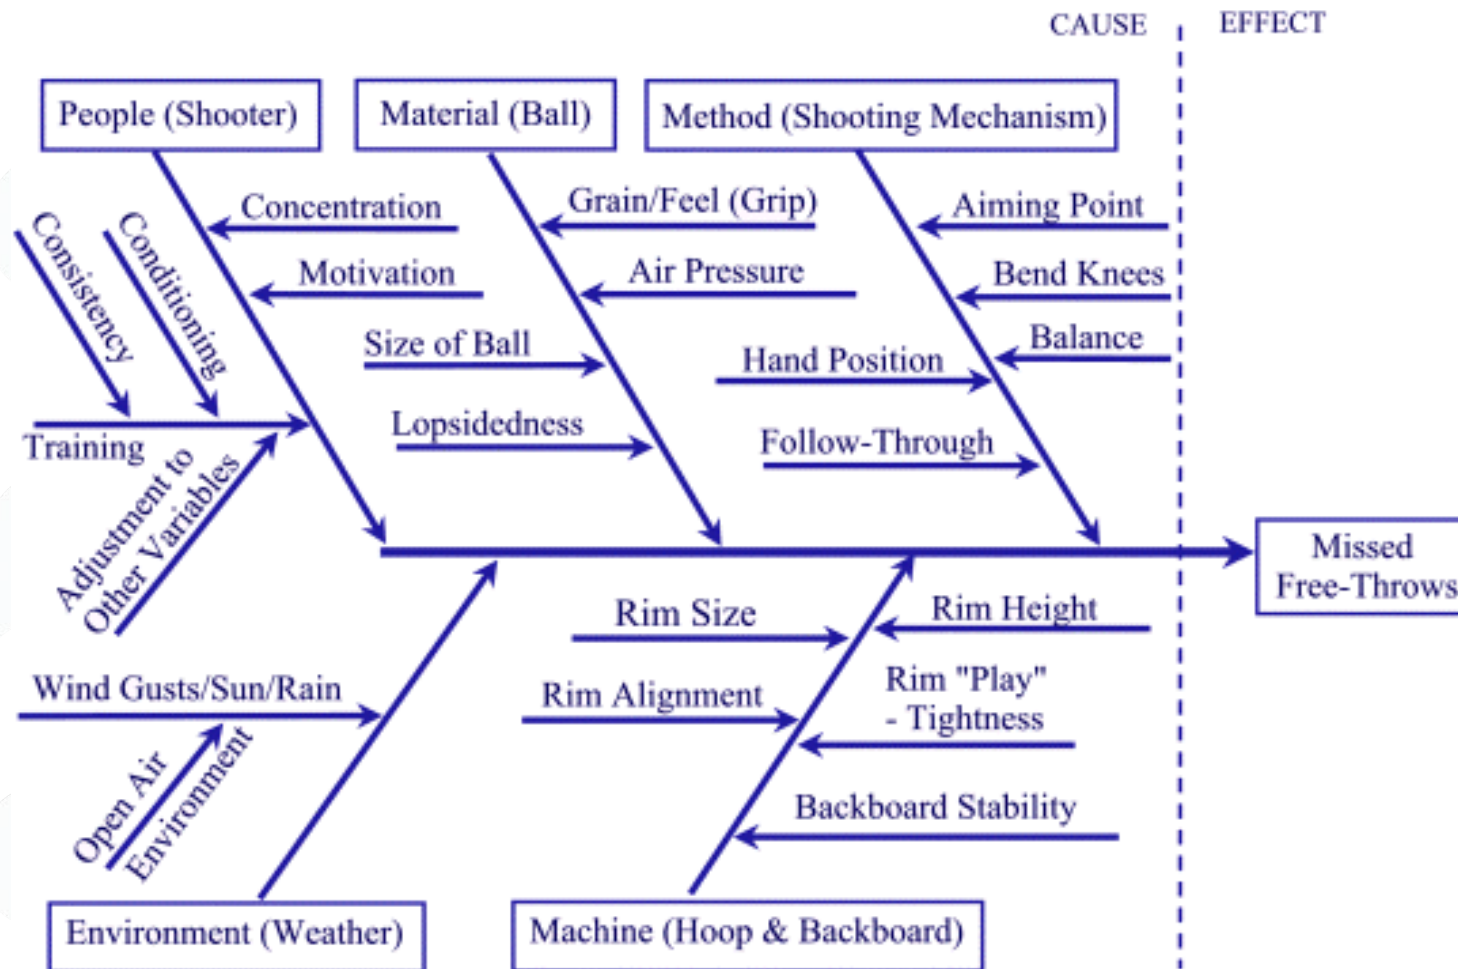 CAUSE
EFFECT
People (Shooter)
Material (Ball)
Method (Shooting Mechanism)
Concentration
Motivation
Consistency
Conditioning
Training
Adjustment to
Other Variables
Grain/Feel (Grip)
Air Pressure
Size of Ball
Lopsidedness
Aiming Point
Bend Knees
Balance
Hand Position
Follow-Through
Missed
Free-Throws
Wind Gusts/Sun/Rain
Open Air
Environment
Rim Size
Rim Height
Rim Alignment
Rim "Play"
- Tightness
Backboard Stability
Environment (Weather)
Machine (Hoop & Backboard)